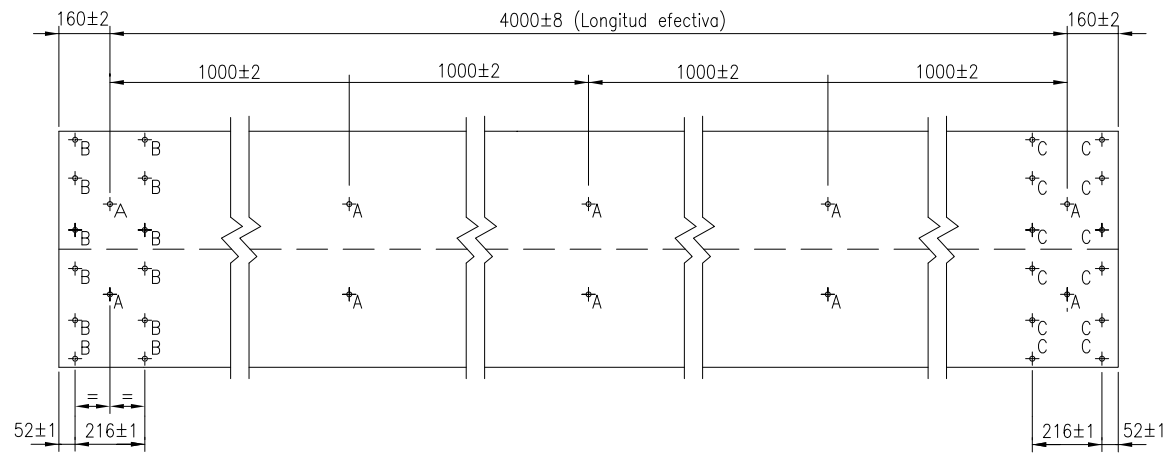 160±2 4000±8 (Longitud efectiva) 160±2
1000±2 1000±2 1000±2 1000±2
B B C C
B B C C
A A A A A
B B C C
B B C C
A A A A A
B B C C
B B C C
= =
52±1 216±1 216±1 52±1